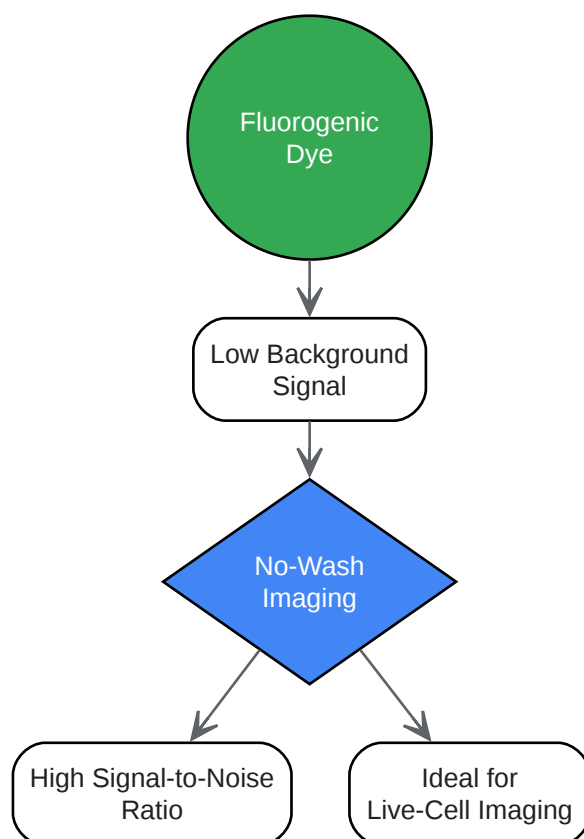 Fluorogenic
Dye
Low Background
Signal
No-Wash
Imaging
High Signal-to-Noise
Ratio
Ideal for
Live-Cell Imaging